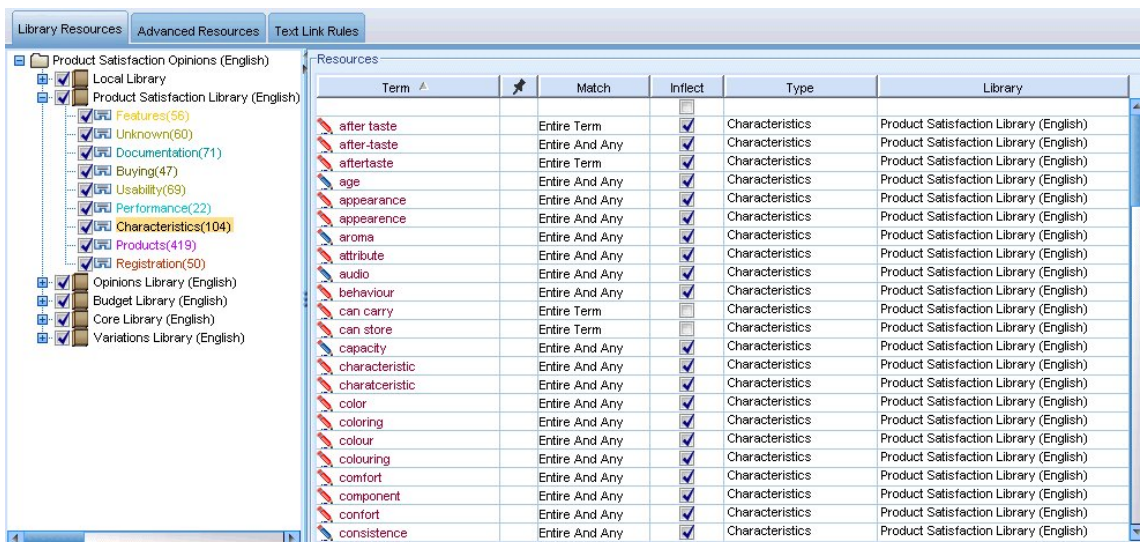 Library Resources Advanced Resources Text Link Rules
Product Satisfaction Opinions (English)
Local Library
Product Satisfaction Library (English)
Features(56)
Unknown(60)
Documentation(71)
Buying(47)
Usability(69)
Performance(22)
Characteristics(104)
Products(419)
Registration(50)
Opinions Library (English)
Budget Library (English)
Core Library (English)
Variations Library (English)
Resources
Term Match Inflect Type Library
after taste Entire Term Characteristics Product Satisfaction Library (English)
after-taste Entire And Any Characteristics Product Satisfaction Library (English)
aftertaste Entire Term Characteristics Product Satisfaction Library (English)
age Entire And Any Characteristics Product Satisfaction Library (English)
appearance Entire And Any Characteristics Product Satisfaction Library (English)
appearence Entire And Any Characteristics Product Satisfaction Library (English)
aroma Entire And Any Characteristics Product Satisfaction Library (English)
attribute Entire And Any Characteristics Product Satisfaction Library (English)
audio Entire And Any Characteristics Product Satisfaction Library (English)
behaviour Entire And Any Characteristics Product Satisfaction Library (English)
can carry Entire Term Characteristics Product Satisfaction Library (English)
can store Entire Term Characteristics Product Satisfaction Library (English)
capacity Entire And Any Characteristics Product Satisfaction Library (English)
characteristic Entire And Any Characteristics Product Satisfaction Library (English)
charatceristic Entire And Any Characteristics Product Satisfaction Library (English)
color Entire And Any Characteristics Product Satisfaction Library (English)
coloring Entire And Any Characteristics Product Satisfaction Library (English)
colour Entire And Any Characteristics Product Satisfaction Library (English)
colouring Entire And Any Characteristics Product Satisfaction Library (English)
comfort Entire And Any Characteristics Product Satisfaction Library (English)
component Entire And Any Characteristics Product Satisfaction Library (English)
confort Entire And Any Characteristics Product Satisfaction Library (English)
consistence Entire And Any Characteristics Product Satisfaction Library (English)